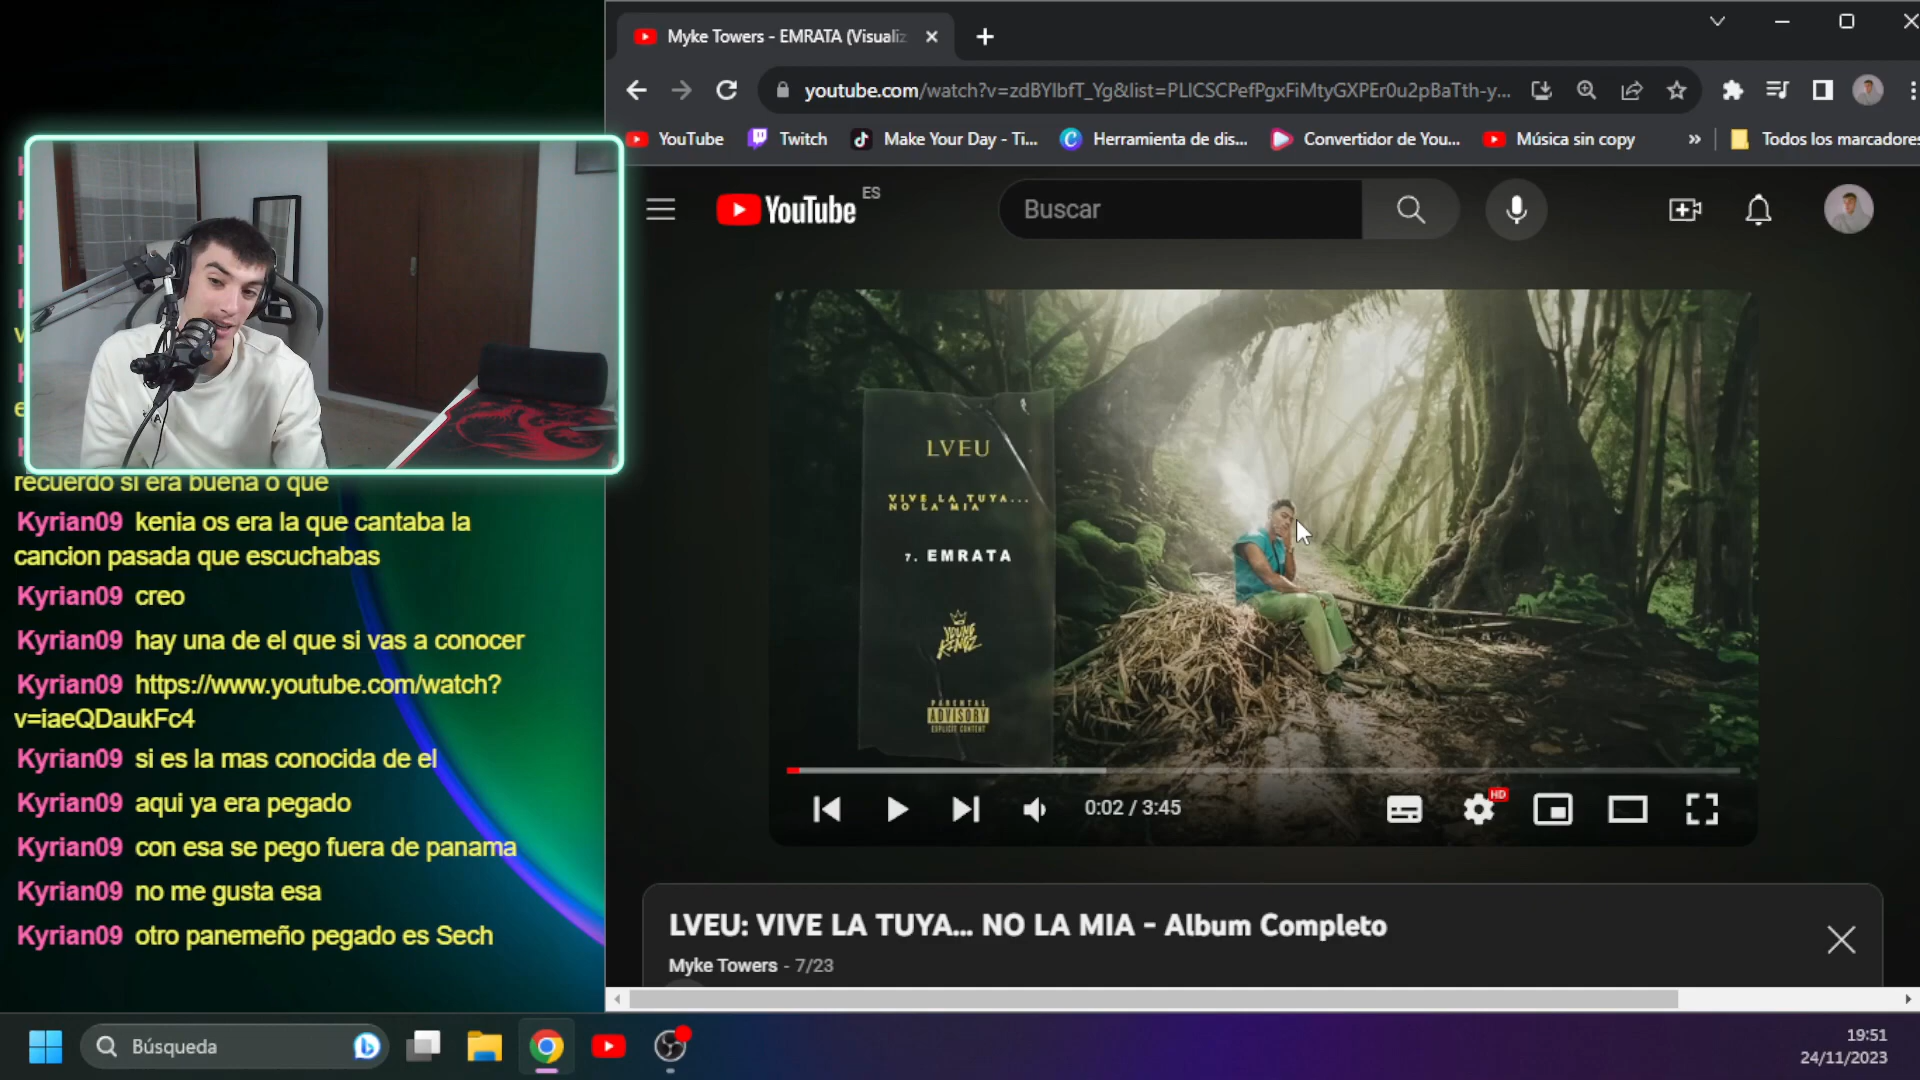 Myke Towers - EMRATA (Visualiz
youtube.com/watch?v=zdBYIbfT_Yg&list=PLICSCPefPgxFiMtyGXPEr0u2pBaTth-y...
YouTube
Twitch
Make Your Day - Ti...
Herramienta de dis...
Convertidor de You...
Música sin copy
»
Todos los marcadores
YouTube
ES
Buscar
LVEU
VIVE LA TUYA...
NO LA MIA
7. EMRATA
YOUNG
KINGZ
PARENTAL
ADVISORY
EXPLICIT CONTENT
0:02 / 3:45
HD
LVEU: VIVE LA TUYA... NO LA MIA - Album Completo
Myke Towers - 7/23
recuerdo si era buena o que
Kyrian09 kenia os era la que cantaba la
cancion pasada que escuchabas
Kyrian09 creo
Kyrian09 hay una de el que si vas a conocer
Kyrian09 https://www.youtube.com/watch?
v=iaeQDaukFc4
Kyrian09 si es la mas conocida de el
Kyrian09 aqui ya era pegado
Kyrian09 con esa se pego fuera de panama
Kyrian09 no me gusta esa
Kyrian09 otro panemeño pegado es Sech
Búsqueda
19:51
24/11/2023